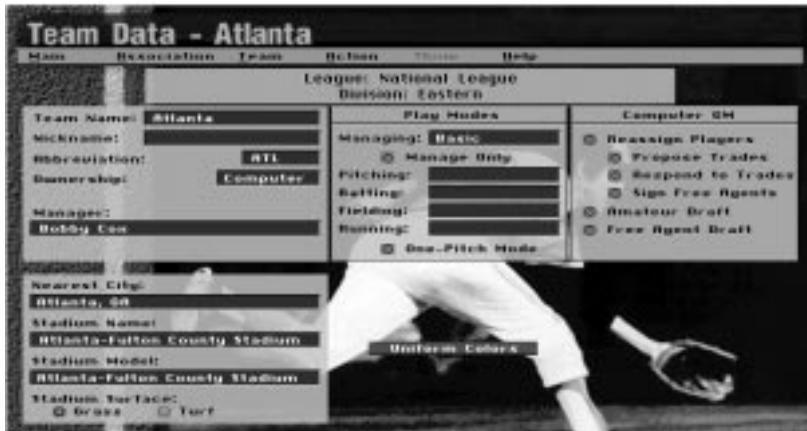 Team Data - Atlanta
Main Association Team Action Help
League: National League
Division: Eastern
Team Name: Atlanta
Nickname:
Abbreviation: ATL
Ownership: Computer
Manager:
Bobby Cox
Play Modes
Managing: Basic
Manage Only
Pitching:
Batting:
Fielding:
Running:
One-Pitch Mode
Computer GM
Reassign Players
Propose Trades
Respond to Trades
Sign Free Agents
Amateur Draft
Free Agent Draft
Nearest City:
Atlanta, GA
Stadium Name:
Atlanta-Fulton County Stadium
Stadium Model:
Atlanta-Fulton County Stadium
Stadium Surface:
Grass Turf
Uniform Colors